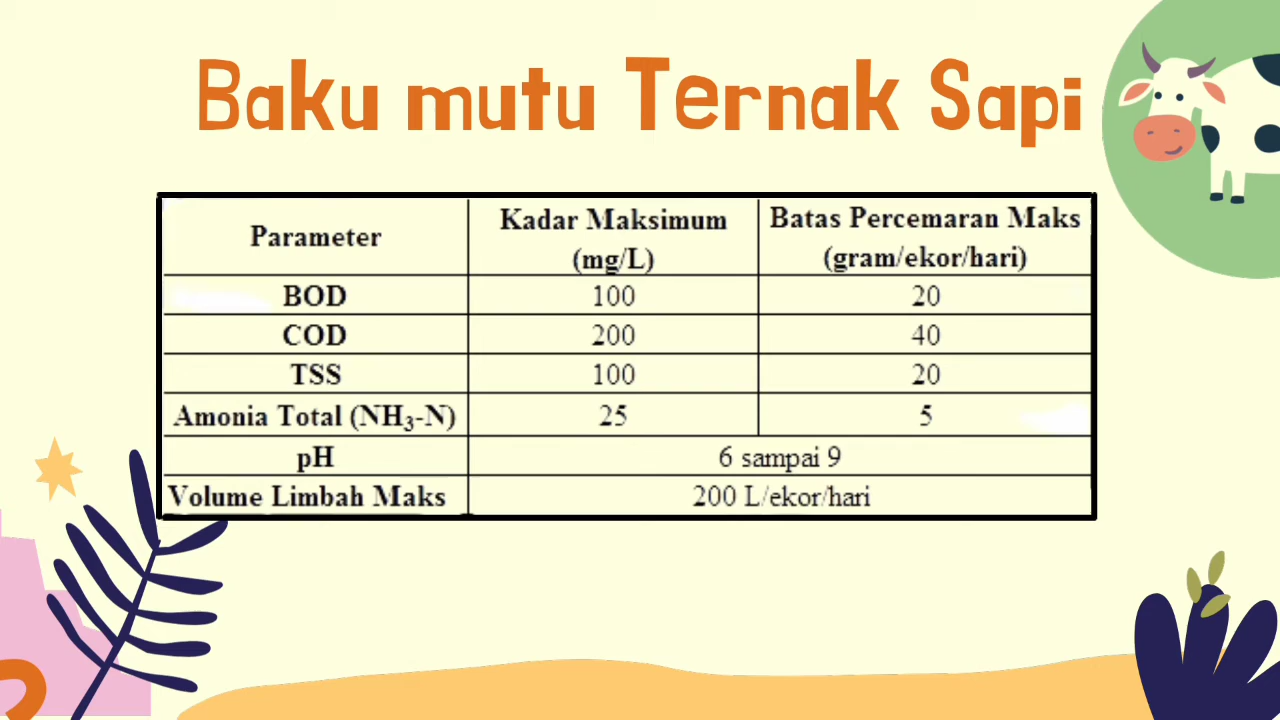 Baku mutu Ternak Sapi
Parameter Kadar Maksimum (mg/L) Batas Percemaran Maks (gram/ekor/hari)
BOD 100 20
COD 200 40
TSS 100 20
Amonia Total (NH₃-N) 25 5
pH 6 sampai 9
Volume Limbah Maks 200 L/ekor/hari